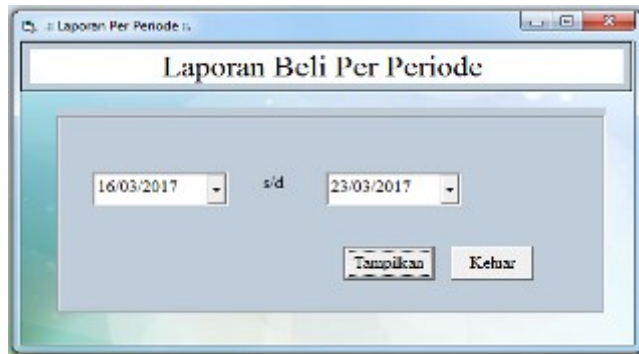 .:: Laporan Per Periode ::.
Laporan Beli Per Periode
16/03/2017 s/d 23/03/2017
Tampilkan Keluar